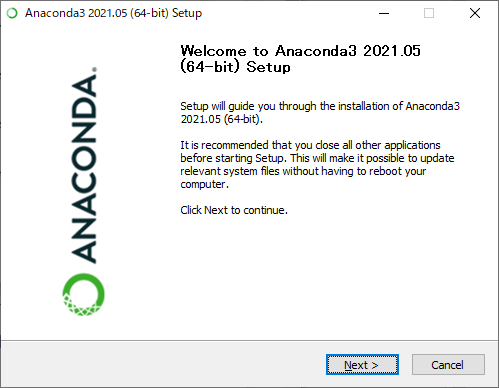 Anaconda3 2021.05 (64-bit) Setup
Welcome to Anaconda3 2021.05
(64-bit) Setup
ANACONDA.
Setup will guide you through the installation of Anaconda3
2021.05 (64-bit).
It is recommended that you close all other applications
before starting Setup. This will make it possible to update
relevant system files without having to reboot your
computer.
Click Next to continue.
Next >
Cancel